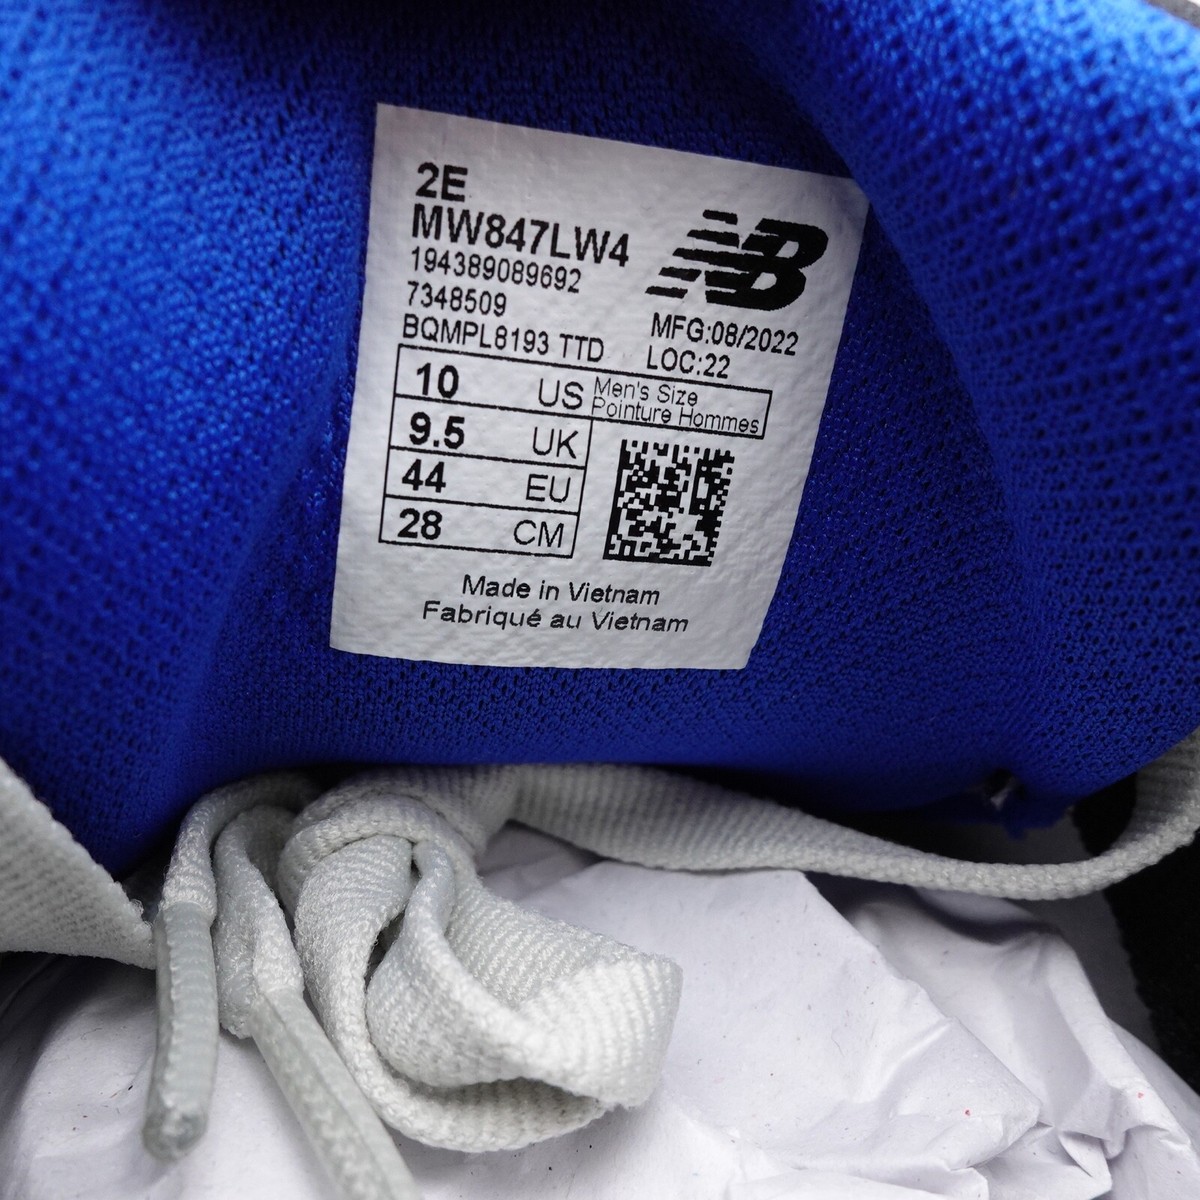 2E
MW847LW4
194389089692
7348509
BQMPL8193 TTD
NB
MFG:08/2022
LOC:22
10 US Men's Size
Pointure Hommes
9.5 UK
44 EU
28 CM
Made in Vietnam
Fabriqué au Vietnam